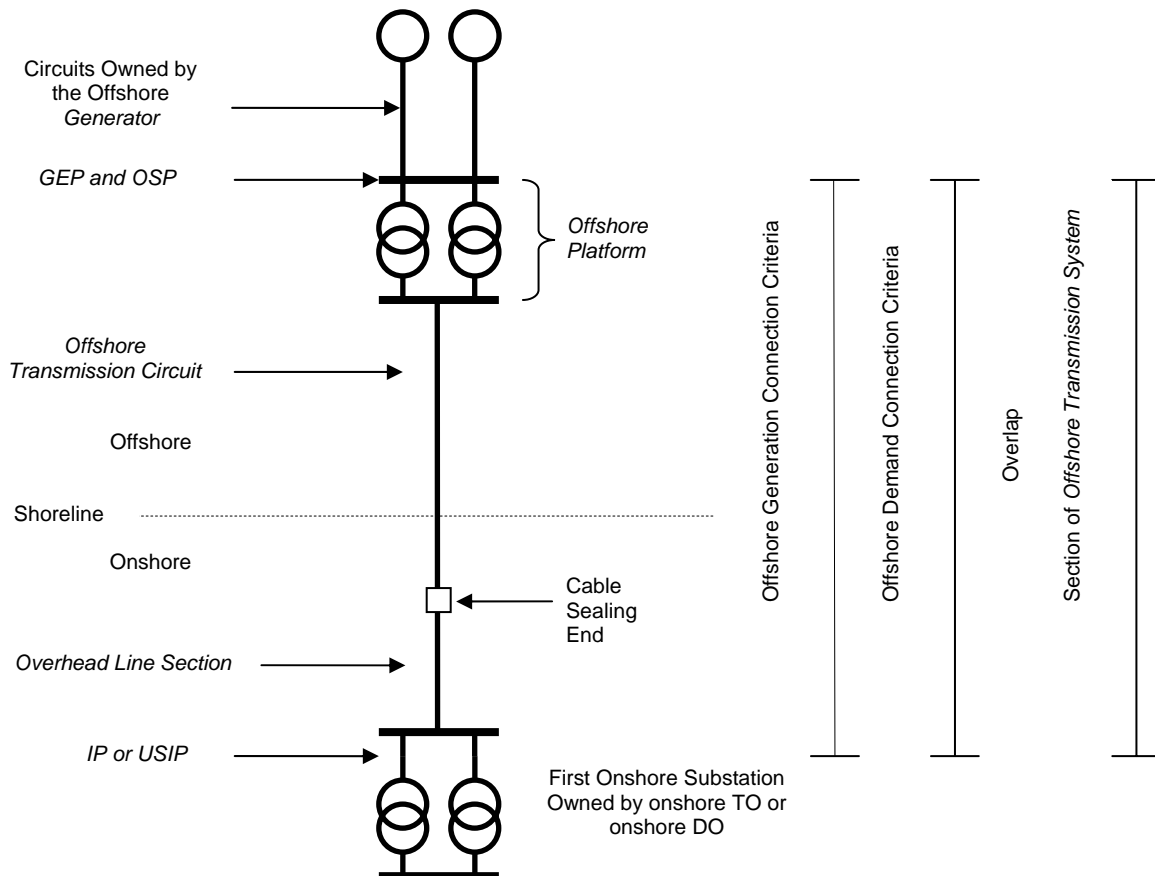 Circuits Owned by
the Offshore
Generator
GEP and OSP
Offshore
Platform
Offshore
Transmission Circuit
Offshore
Shoreline
Onshore
Cable
Sealing
End
Overhead Line Section
IP or USIP
First Onshore Substation
Owned by onshore TO or
onshore DO
Offshore Generation Connection Criteria
Offshore Demand Connection Criteria
Overlap
Section of Offshore Transmission System